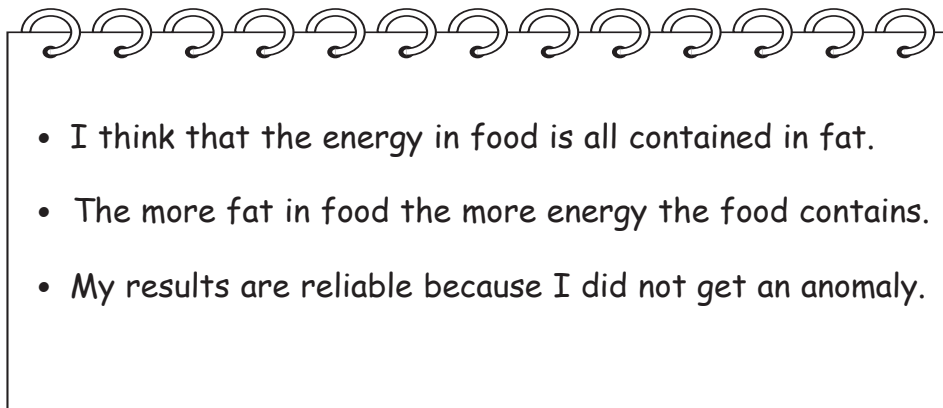 • I think that the energy in food is all contained in fat.
• The more fat in food the more energy the food contains.
• My results are reliable because I did not get an anomaly.